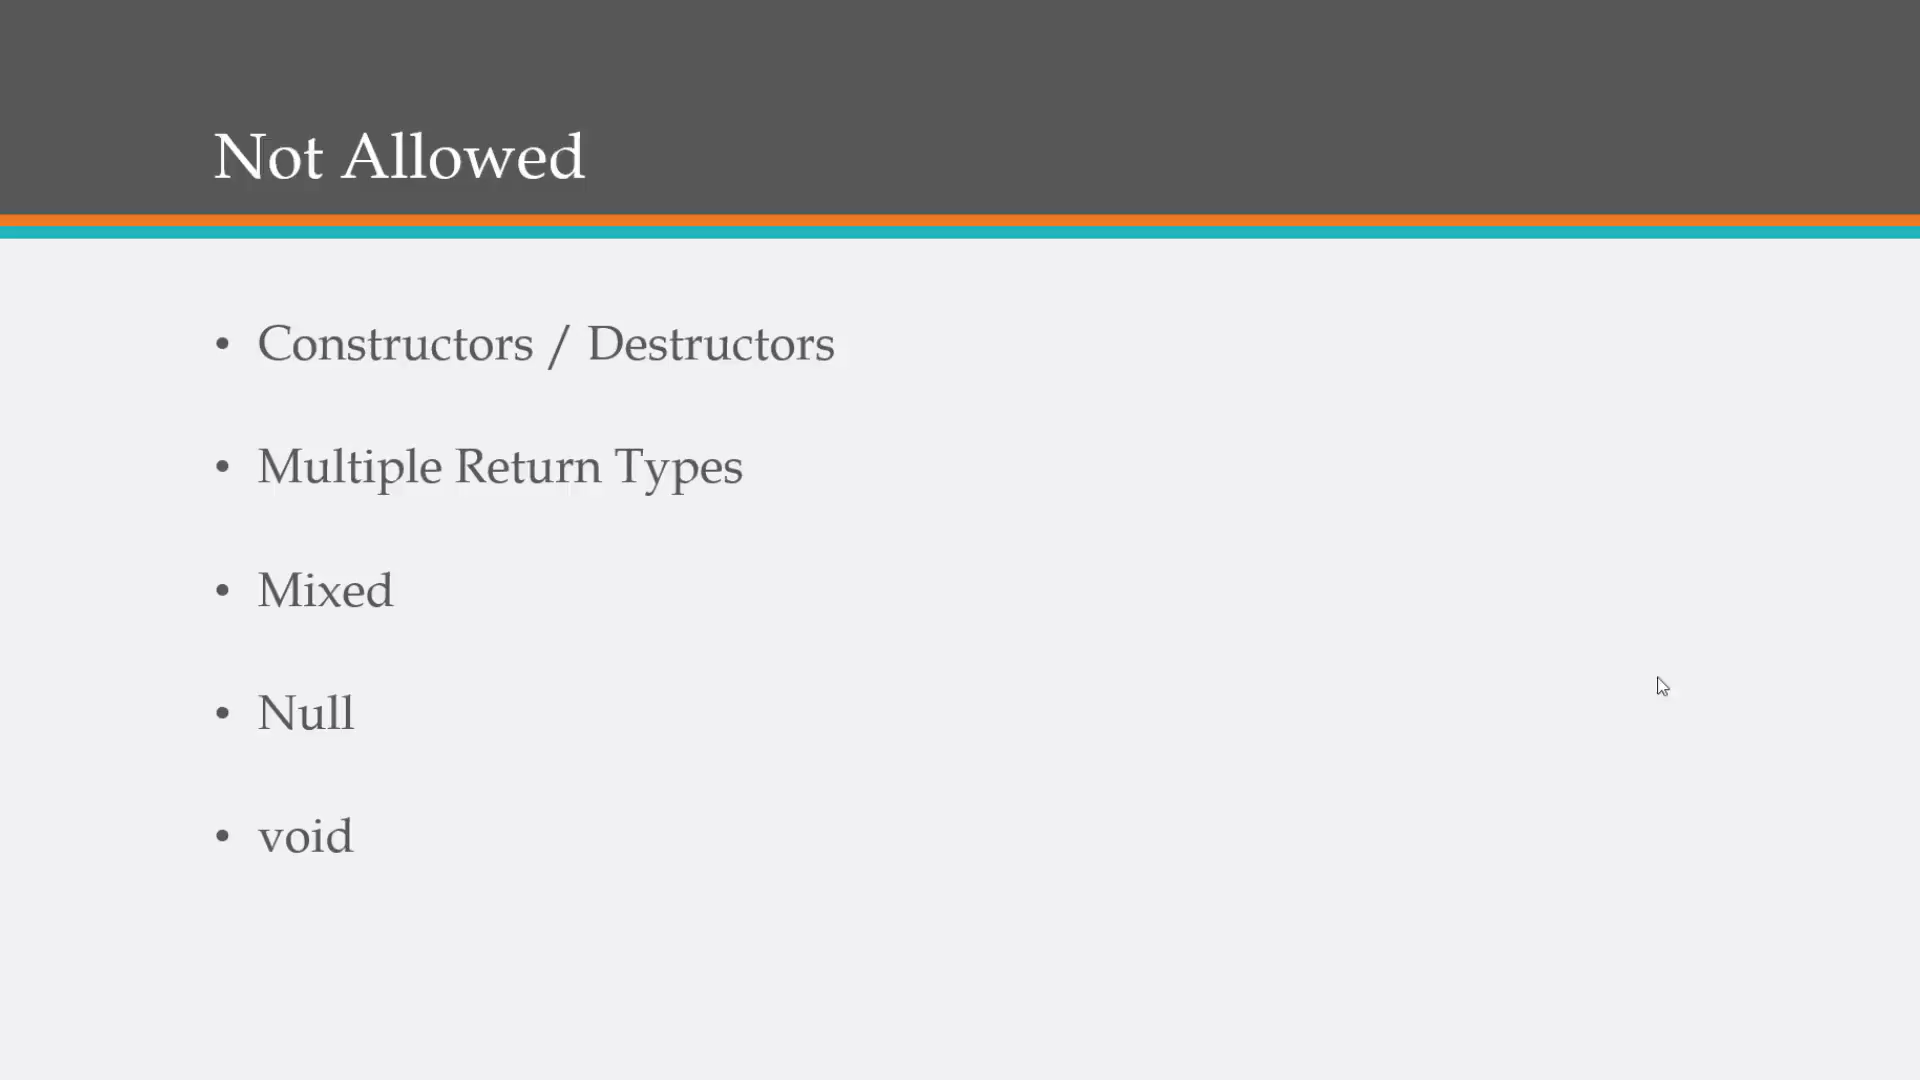 Not Allowed
• Constructors / Destructors
• Multiple Return Types
• Mixed
• Null
• void